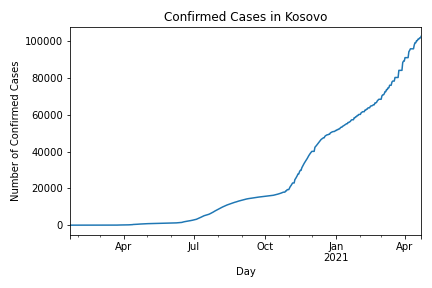 Confirmed Cases in Kosovo
Number of Confirmed Cases
100000
80000
60000
40000
20000
0
Apr
Jul
Oct
Jan
2021
Apr
Day